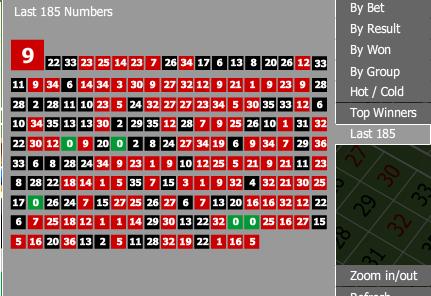 Last 185 Numbers
9 22 33 23 25 14 23 7 26 34 17 6 13 8 20 26 12 33
11 9 34 6 14 34 3 30 9 27 32 12 9 21 1 9 23 9 28
28 2 28 11 10 23 5 24 32 27 27 23 34 5 30 35 33 12 6
10 34 35 13 13 30 2 29 35 12 28 7 9 25 26 10 1 31 32
22 30 12 0 9 20 0 2 8 24 27 34 19 6 9 34 7 29 36
33 6 8 28 24 34 9 23 1 9 10 12 25 5 21 9 21 11 23
8 28 22 18 14 1 5 35 7 15 3 1 9 32 4 32 21 30 25
17 0 26 24 7 15 27 25 26 27 6 7 13 20 16 16 32 12 25
6 7 25 18 12 1 1 14 29 30 13 22 32 0 0 25 16 27 15
5 16 20 36 13 2 5 11 28 32 19 22 1 16 5
By Bet
By Result
By Won
By Group
Hot / Cold
Top Winners
Last 185
Zoom in/out
Refresh